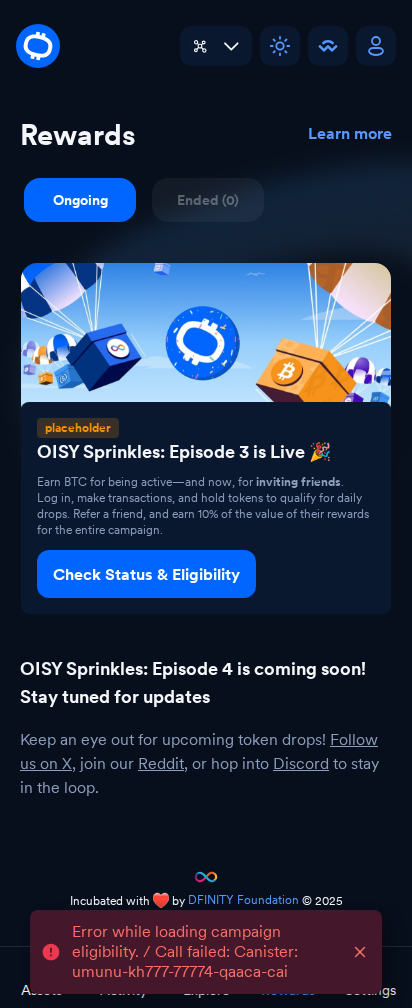 Rewards
Learn more
Ongoing
Ended (0)
placeholder
OISY Sprinkles: Episode 3 is Live 🎉
Earn BTC for being active—and now, for inviting friends.
Log in, make transactions, and hold tokens to qualify for daily
drops. Refer a friend, and earn 10% of the value of their rewards
for the entire campaign.
Check Status & Eligibility
OISY Sprinkles: Episode 4 is coming soon!
Stay tuned for updates
Keep an eye out for upcoming token drops! Follow
us on X, join our Reddit, or hop into Discord to stay
in the loop.
Incubated with ❤️ by DFINITY Foundation © 2025
Error while loading campaign
eligibility. / Call failed: Canister:
umunu-kh777-77774-qaaca-cai
Assets Activity Explore Rewards Settings